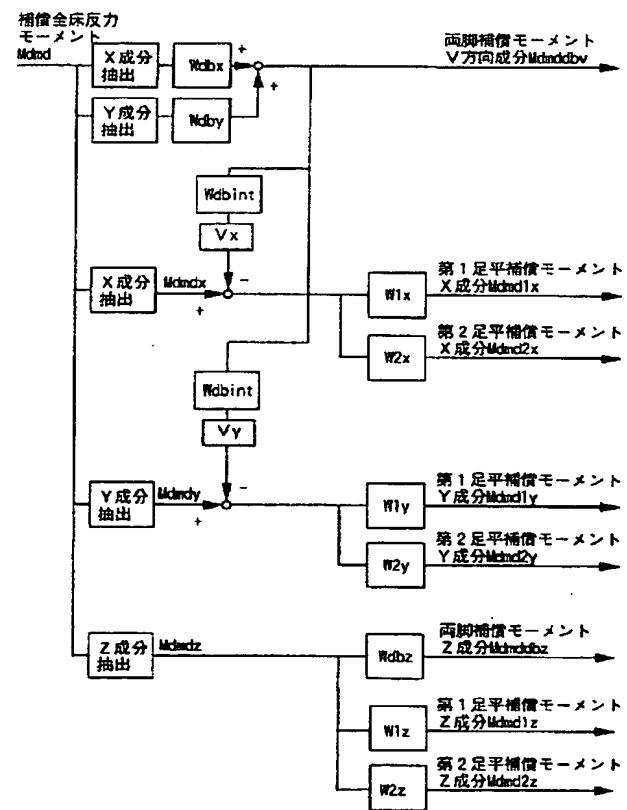 補償全床反力
モーメント
Mdmd
X成分
抽出
Wdbx
+
+
両脚補償モーメント
V方向成分Mdmddbv
Y成分
抽出
Wdby
Wdbint
Vx
−
X成分
抽出
Mdmdx
+
W1x
第1足平補償モーメント
X成分Mdmd1x
W2x
第2足平補償モーメント
X成分Mdmd2x
Wdbint
Vy
−
Y成分
抽出
Mdmdy
+
W1y
第1足平補償モーメント
Y成分Mdmd1y
W2y
第2足平補償モーメント
Y成分Mdmd2y
Z成分
抽出
Mdmdz
Wdbz
両脚補償モーメント
Z成分Mdmddbz
W1z
第1足平補償モーメント
Z成分Mdmd1z
W2z
第2足平補償モーメント
Z成分Mdmd2z